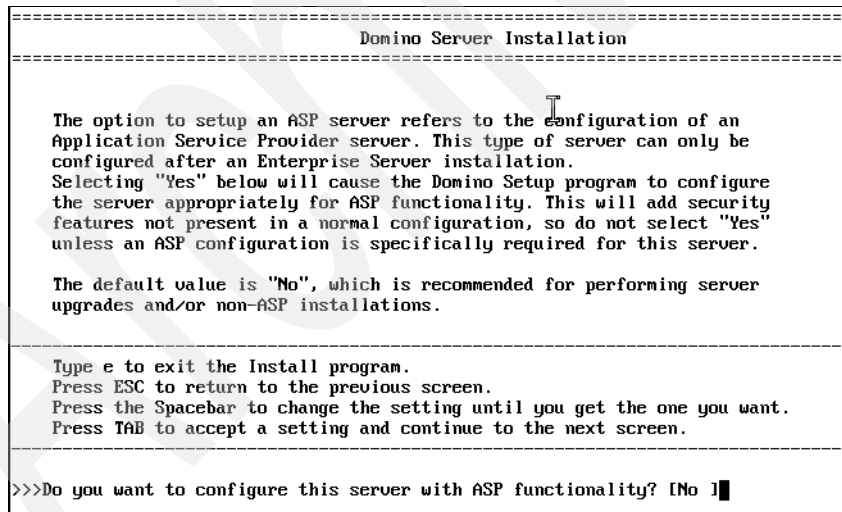 ================================================================================
Domino Server Installation
================================================================================
The option to setup an ASP server refers to the configuration of an
Application Service Provider server. This type of server can only be
configured after an Enterprise Server installation.
Selecting "Yes" below will cause the Domino Setup program to configure
the server appropriately for ASP functionality. This will add security
features not present in a normal configuration, so do not select "Yes"
unless an ASP configuration is specifically required for this server.
The default value is "No", which is recommended for performing server
upgrades and/or non-ASP installations.
--------------------------------------------------------------------------------
Type e to exit the Install program.
Press ESC to return to the previous screen.
Press the Spacebar to change the setting until you get the one you want.
Press TAB to accept a setting and continue to the next screen.
--------------------------------------------------------------------------------
>>>Do you want to configure this server with ASP functionality? [No ]